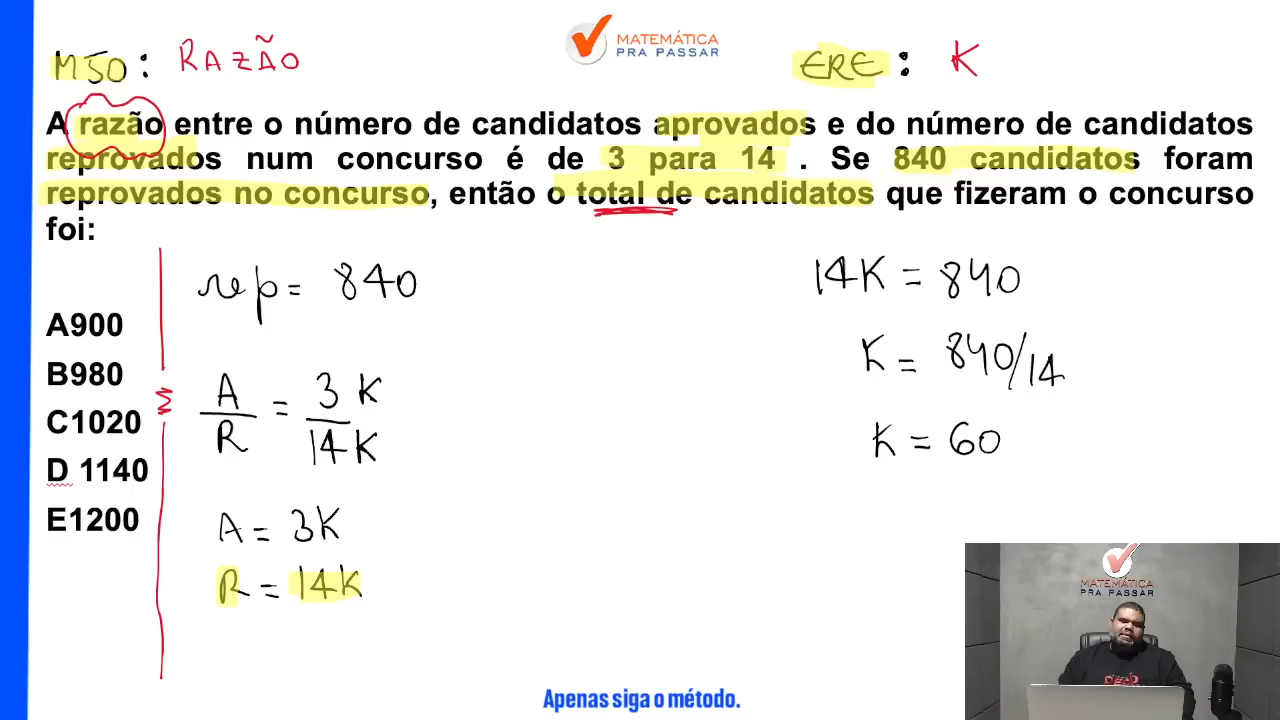 MJO: RAZÃO
MATEMÁTICA
PRA PASSAR
ERE: K
A razão entre o número de candidatos aprovados e do número de candidatos
reprovados num concurso é de 3 para 14 . Se 840 candidatos foram
reprovados no concurso, então o total de candidatos que fizeram o concurso
foi:
A900
B980
C1020
D 1140
E1200
rep = 840
A/R = 3K/14K
A = 3K
R = 14K
14K = 840
K = 840/14
K = 60
MATEMÁTICA
PRA PASSAR
Apenas siga o método.